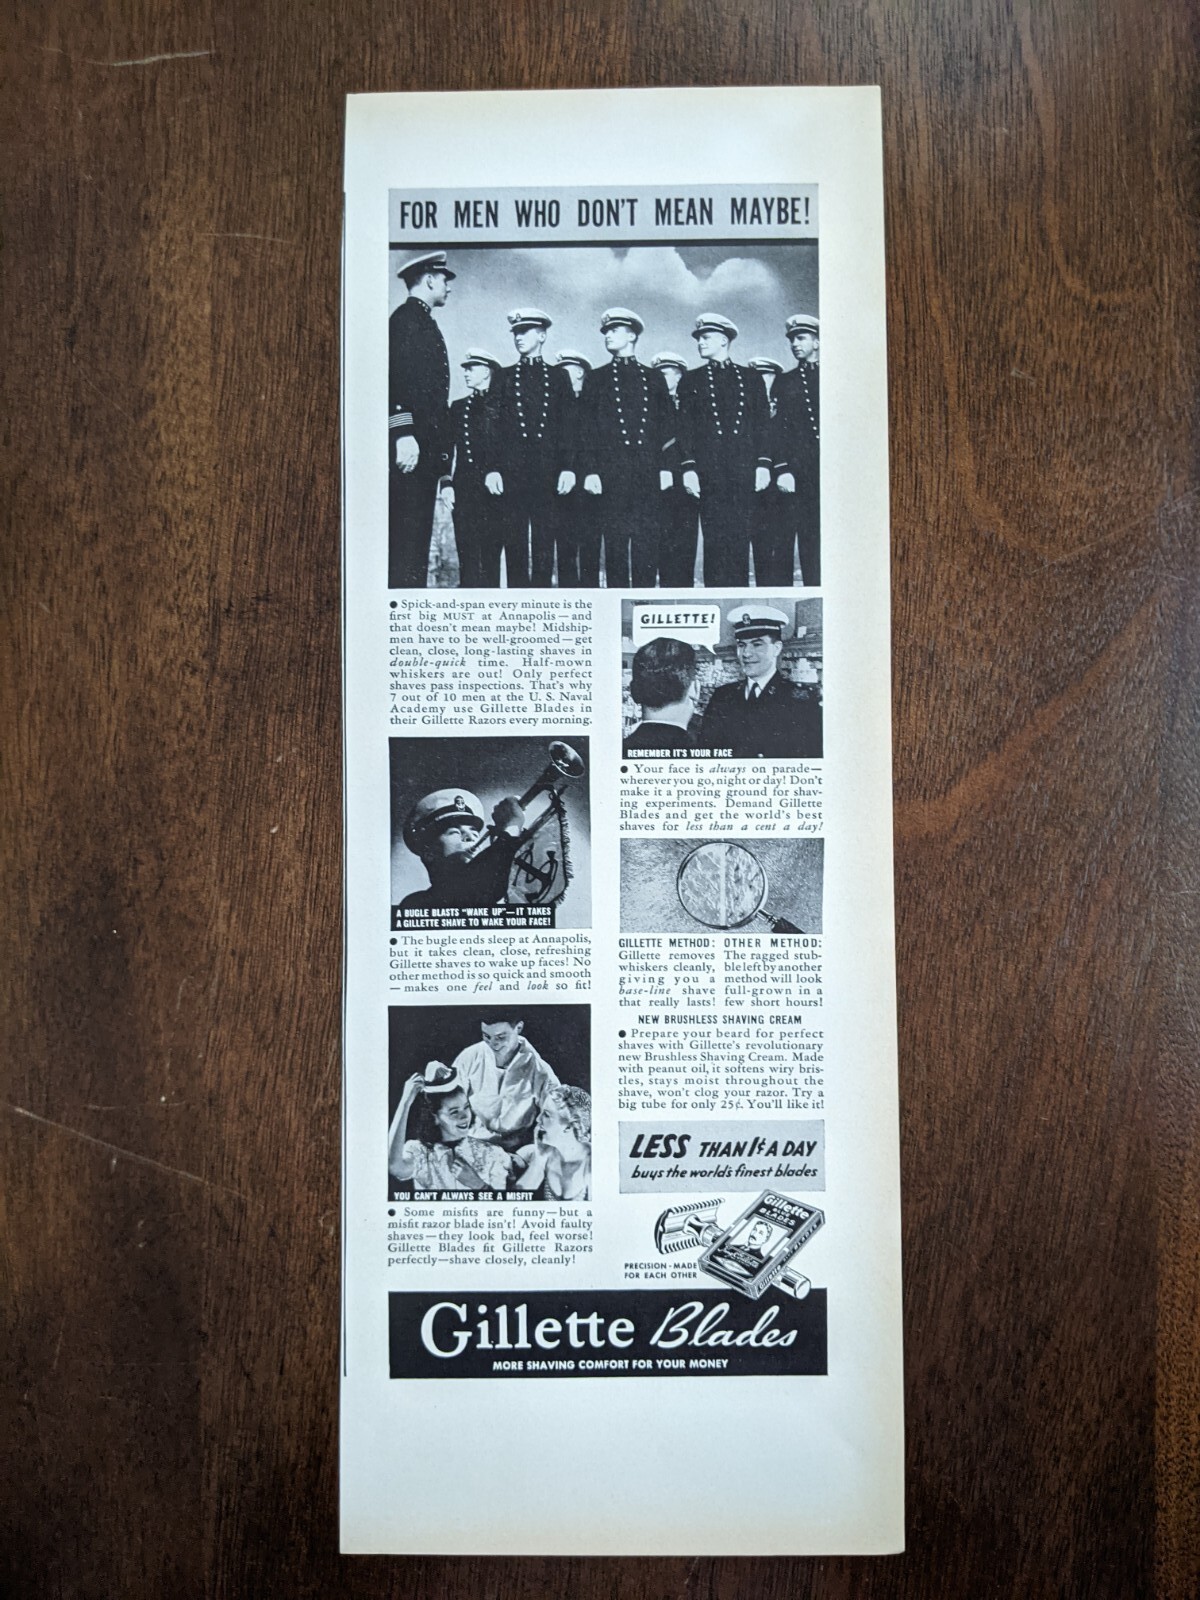 FOR MEN WHO DON'T MEAN MAYBE!
● Spick-and-span every minute is the
first big MUST at Annapolis—and
that doesn't mean maybe! Midship-
men have to be well-groomed—get
clean, close, long-lasting shaves in
double-quick time. Half-mown
whiskers are out! Only perfect
shaves pass inspections. That's why
7 out of 10 men at the U. S. Naval
Academy use Gillette Blades in
their Gillette Razors every morning.
A BUGLE BLASTS "WAKE UP"—IT TAKES
A GILLETTE SHAVE TO WAKE YOUR FACE!
● The bugle ends sleep at Annapolis,
but it takes clean, close, refreshing
Gillette shaves to wake up faces! No
other method is so quick and smooth
—makes one feel and look so fit!
YOU CAN'T ALWAYS SEE A MISFIT
● Some misfits are funny—but a
misfit razor blade isn't! Avoid faulty
shaves—they look bad, feel worse!
Gillette Blades fit Gillette Razors
perfectly—shave closely, cleanly!
GILLETTE!
REMEMBER IT'S YOUR FACE
● Your face is always on parade—
wherever you go, night or day! Don't
make it a proving ground for shav-
ing experiments. Demand Gillette
Blades and get the world's best
shaves for less than a cent a day!
GILLETTE METHOD:
Gillette removes
whiskers cleanly,
giving you a
base-line shave
that really lasts!
OTHER METHOD:
The ragged stub-
ble left by another
method will look
full-grown in a
few short hours!
NEW BRUSHLESS SHAVING CREAM
● Prepare your beard for perfect
shaves with Gillette's revolutionary
new Brushless Shaving Cream. Made
with peanut oil, it softens wiry bris-
tles, stays moist throughout the
shave, won't clog your razor. Try a
big tube for only 25¢. You'll like it!
LESS THAN 1¢ A DAY
buys the world's finest blades
Gillette
BLADES
Gillette
BLADES
PRECISION-MADE
FOR EACH OTHER
Gillette Blades
MORE SHAVING COMFORT FOR YOUR MONEY